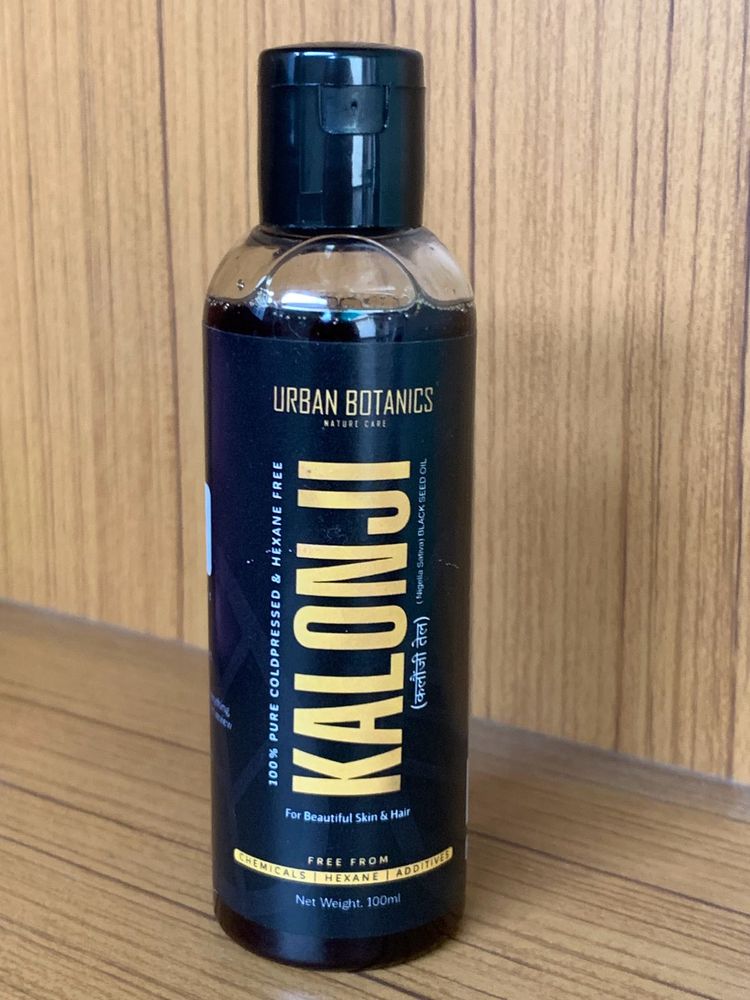 URBAN BOTANICS
NATURE CARE
100% PURE COLDPRESSED & HEXANE FREE
KALONJI
(कलौंजी तेल)
( Nigella Sativa) BLACK SEED OIL
For Beautiful Skin & Hair
FREE FROM
CHEMICALS | HEXANE | ADDITIVES
Net Weight. 100ml